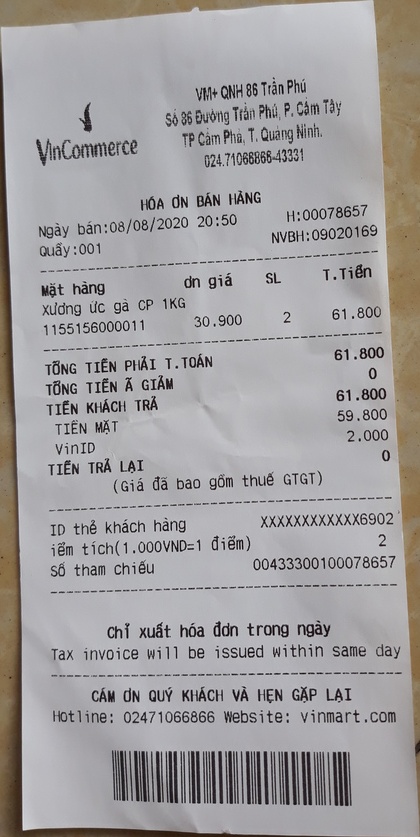 VinCommerce
VM+ QNH 86 Trần Phú
Số 86 Đường Trần Phú, P. Cẩm Tây
TP Cẩm Phả, T. Quảng Ninh.
024.71066866-43331
HÓA ƠN BÁN HÀNG
Ngày bán:08/08/2020 20:50 H:00078657
Quầy:001 NVBH:09020169
Mặt hàng ơn giá SL T.Tiền
Xương ức gà CP 1KG
1155156000011 30.900 2 61.800
TỔNG TIỀN PHẢI T.TOÁN 61.800
TỔNG TIỀN Ã GIẢM 0
TIỀN KHÁCH TRẢ 61.800
TIỀN MẶT 59.800
VinID 2.000
TIỀN TRẢ LẠI 0
(Giá đã bao gồm thuế GTGT)
ID thẻ khách hàng XXXXXXXXXXXX6902
iểm tích(1.000VND=1 điểm) 2
Số tham chiếu 00433300100078657
Chỉ xuất hóa đơn trong ngày
Tax invoice will be issued within same day
CÁM ƠN QUÝ KHÁCH VÀ HẸN GẶP LẠI
Hotline: 02471066866 Website: vinmart.com